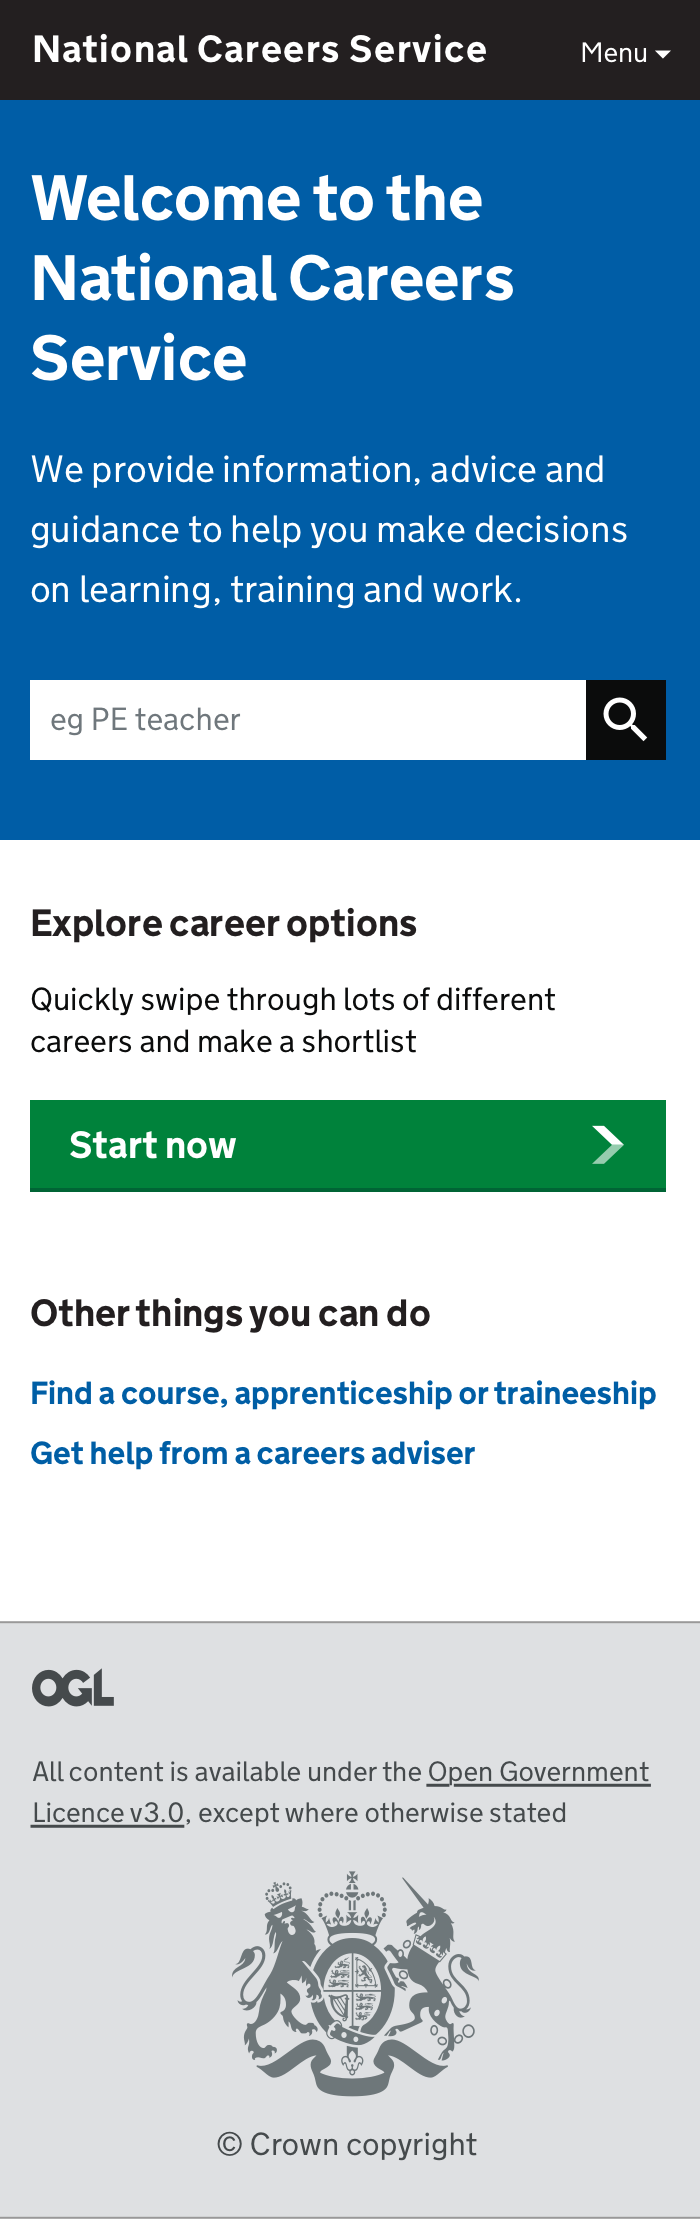 National Careers Service
Menu
Welcome to the
National Careers
Service
We provide information, advice and
guidance to help you make decisions
on learning, training and work.
eg PE teacher
Explore career options
Quickly swipe through lots of different
careers and make a shortlist
Start now
Other things you can do
Find a course, apprenticeship or traineeship
Get help from a careers adviser
OGL
All content is available under the Open Government
Licence v3.0, except where otherwise stated
© Crown copyright